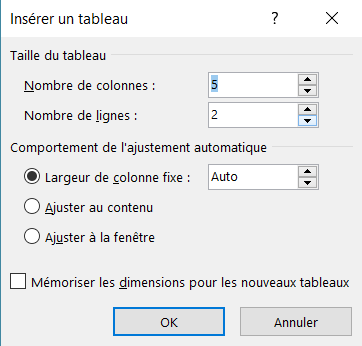 Insérer un tableau
Taille du tableau
Nombre de colonnes : 5
Nombre de lignes : 2
Comportement de l'ajustement automatique
Largeur de colonne fixe : Auto
Ajuster au contenu
Ajuster à la fenêtre
Mémoriser les dimensions pour les nouveaux tableaux
OK Annuler